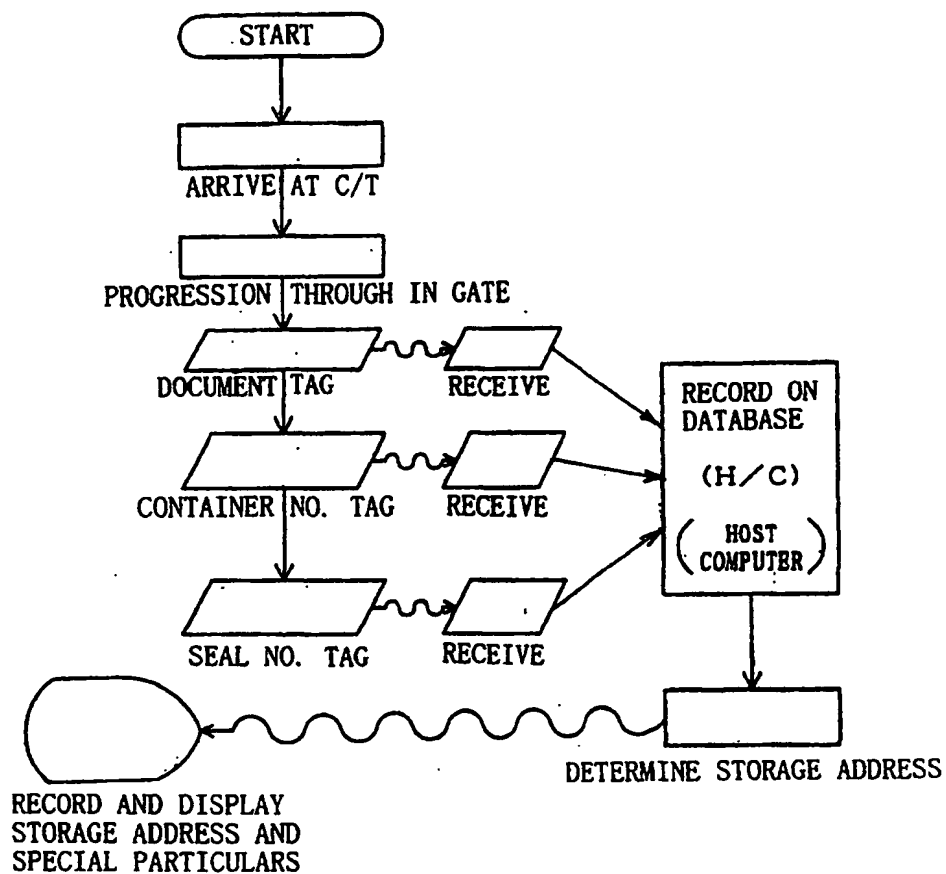 START
ARRIVE AT C/T
PROGRESSION THROUGH IN GATE
DOCUMENT TAG
RECEIVE
CONTAINER NO. TAG
RECEIVE
SEAL NO. TAG
RECEIVE
RECORD ON
DATABASE
(H/C)
(HOST
COMPUTER)
DETERMINE STORAGE ADDRESS
RECORD AND DISPLAY
STORAGE ADDRESS AND
SPECIAL PARTICULARS